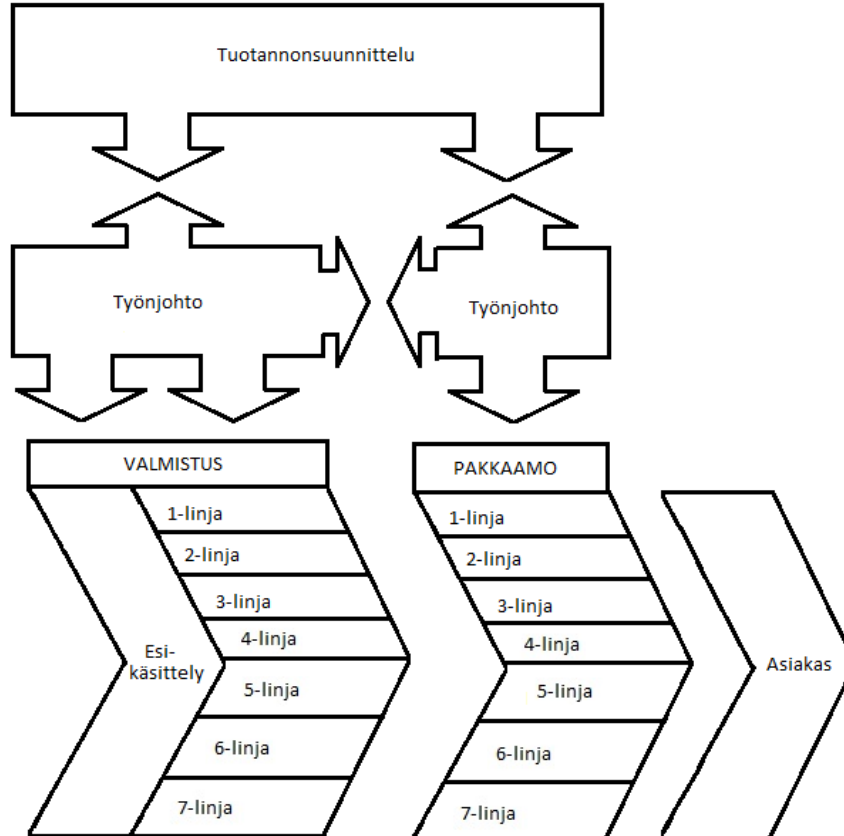 Tuotannonsuunnittelu
Työnjohto
Työnjohto
VALMISTUS
PAKKAAMO
Esi-
käsittely
1-linja
2-linja
3-linja
4-linja
5-linja
6-linja
7-linja
1-linja
2-linja
3-linja
4-linja
5-linja
6-linja
7-linja
Asiakas